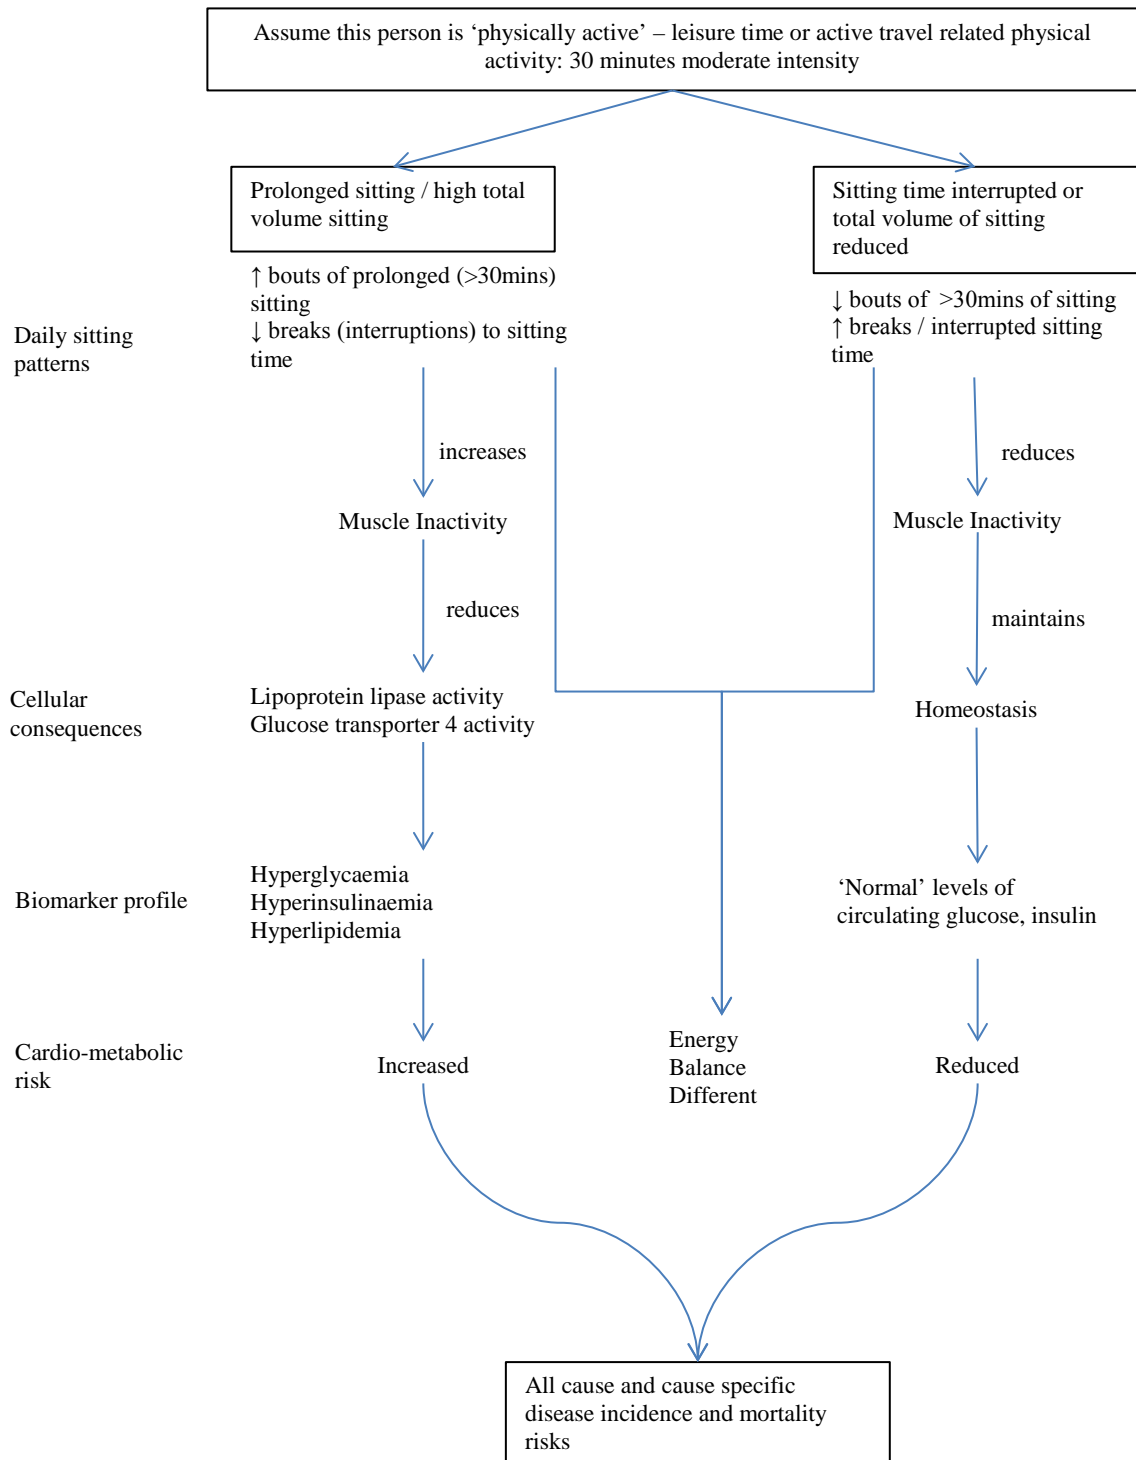 Assume this person is ‘physically active’ – leisure time or active travel related physical
activity: 30 minutes moderate intensity
Prolonged sitting / high total
volume sitting
Sitting time interrupted or
total volume of sitting
reduced
↑ bouts of prolonged (>30mins)
sitting
↓ breaks (interruptions) to sitting
time
↓ bouts of >30mins of sitting
↑ breaks / interrupted sitting
time
Daily sitting
patterns
increases
reduces
Muscle Inactivity
Muscle Inactivity
reduces
maintains
Cellular
consequences
Lipoprotein lipase activity
Glucose transporter 4 activity
Homeostasis
Biomarker profile
Hyperglycaemia
Hyperinsulinaemia
Hyperlipidemia
‘Normal’ levels of
circulating glucose, insulin
Cardio-metabolic
risk
Increased
Energy
Balance
Different
Reduced
All cause and cause specific
disease incidence and mortality
risks